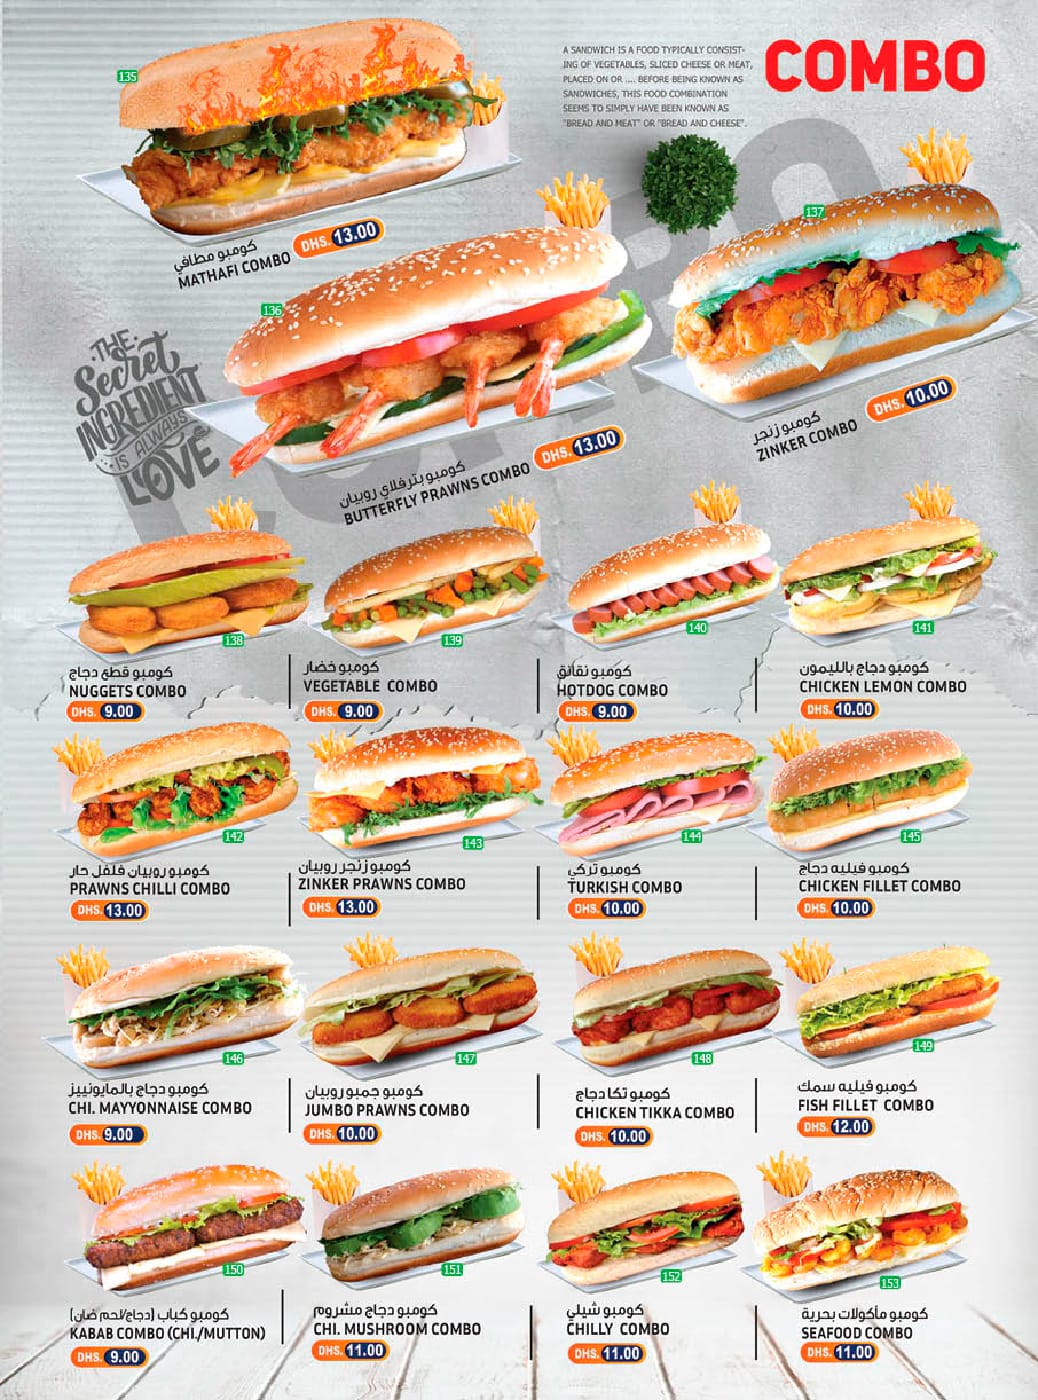 A SANDWICH IS A FOOD TYPICALLY CONSIST-
ING OF VEGETABLES, SLICED CHEESE OR MEAT,
PLACED ON OR .... BEFORE BEING KNOWN AS
SANDWICHES, THIS FOOD COMBINATION
SEEMS TO SIMPLY HAVE BEEN KNOWN AS
"BREAD AND MEAT" OR "BREAD AND CHEESE".
COMBO
COMBO
135
كومبو مطافي
MATHAFI COMBO
DHS. 13.00
136
كومبو بترفلاي روبيان
BUTTERFLY PRAWNS COMBO
DHS. 13.00
137
كومبو زنجر
ZINKER COMBO
DHS. 10.00
THE
Secret
INGREDIENT
IS ALWAYS
LOVE
138
كومبو قطع دجاج
NUGGETS COMBO
DHS. 9.00
139
كومبو خضار
VEGETABLE COMBO
DHS. 9.00
140
كومبو نقانق
HOTDOG COMBO
DHS. 9.00
141
كومبو دجاج بالليمون
CHICKEN LEMON COMBO
DHS. 10.00
142
كومبو روبيان فلفل حار
PRAWNS CHILLI COMBO
DHS. 13.00
143
كومبو زنجر روبيان
ZINKER PRAWNS COMBO
DHS. 13.00
144
كومبو تركي
TURKISH COMBO
DHS. 10.00
145
كومبو فيليه دجاج
CHICKEN FILLET COMBO
DHS. 10.00
146
كومبو دجاج بالمايونييز
CHI. MAYYONNAISE COMBO
DHS. 9.00
147
كومبو جمبو روبيان
JUMBO PRAWNS COMBO
DHS. 10.00
148
كومبو تكا دجاج
CHICKEN TIKKA COMBO
DHS. 10.00
149
كومبو فيليه سمك
FISH FILLET COMBO
DHS. 12.00
150
كومبو كباب (دجاج/لحم ضان)
KABAB COMBO (CHI./MUTTON)
DHS. 9.00
151
كومبو دجاج مشروم
CHI. MUSHROOM COMBO
DHS. 11.00
152
كومبو شيلي
CHILLY COMBO
DHS. 11.00
153
كومبو مأكولات بحرية
SEAFOOD COMBO
DHS. 11.00